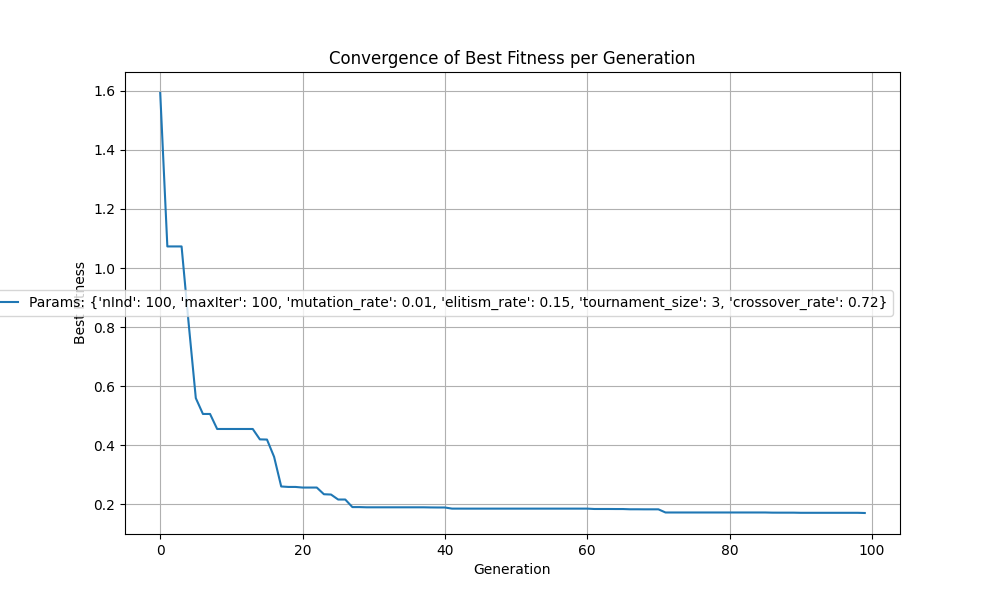 Convergence of Best Fitness per Generation
1.6
1.4
1.2
1.0
0.8
0.6
0.4
0.2
Best
Params: {'nInd': 100, 'maxIter': 100, 'mutation_rate': 0.01, 'elitism_rate': 0.15, 'tournament_size': 3, 'crossover_rate': 0.72}
0 20 40 60 80 100
Generation